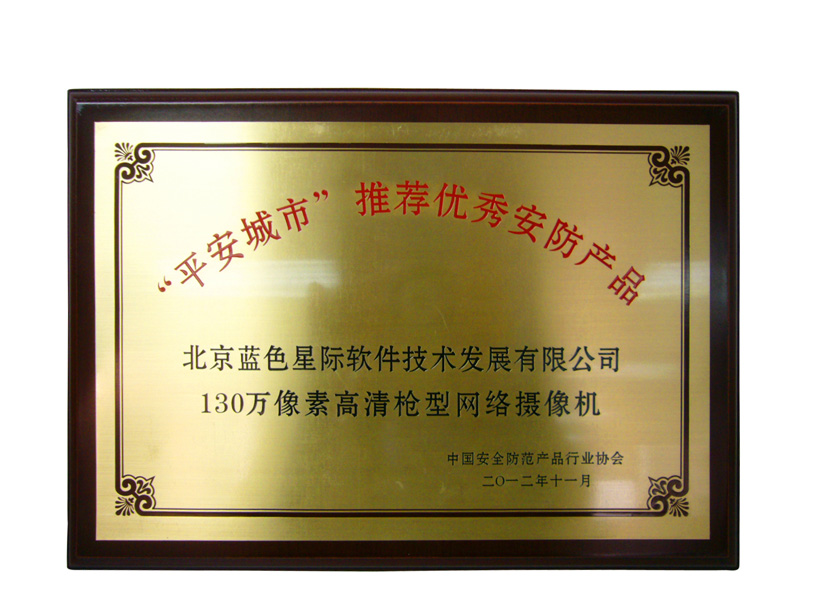 “平安城市”推荐优秀安防产品
北京蓝色星际软件技术发展有限公司
130万像素高清枪型网络摄像机
中国安全防范产品行业协会
二〇一二年十一月